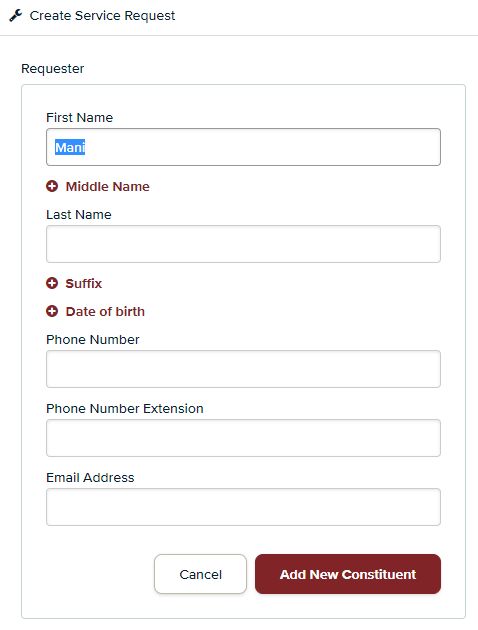 Create Service Request
Requester
First Name
Mani
Middle Name
Last Name
Suffix
Date of birth
Phone Number
Phone Number Extension
Email Address
Cancel
Add New Constituent